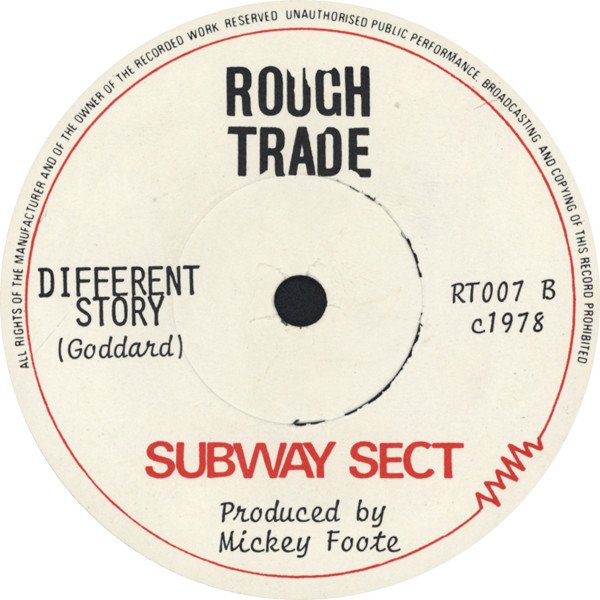 ALL RIGHTS OF THE MANUFACTURER AND OF THE OWNER OF THE RECORDED WORK RESERVED UNAUTHORISED PUBLIC PERFORMANCE, BROADCASTING AND COPYING OF THIS RECORD PROHIBITED
ROUGH
TRADE
DIFFERENT
STORY
(Goddard)
RT007 B
c1978
SUBWAY SECT
Produced by
Mickey Foote